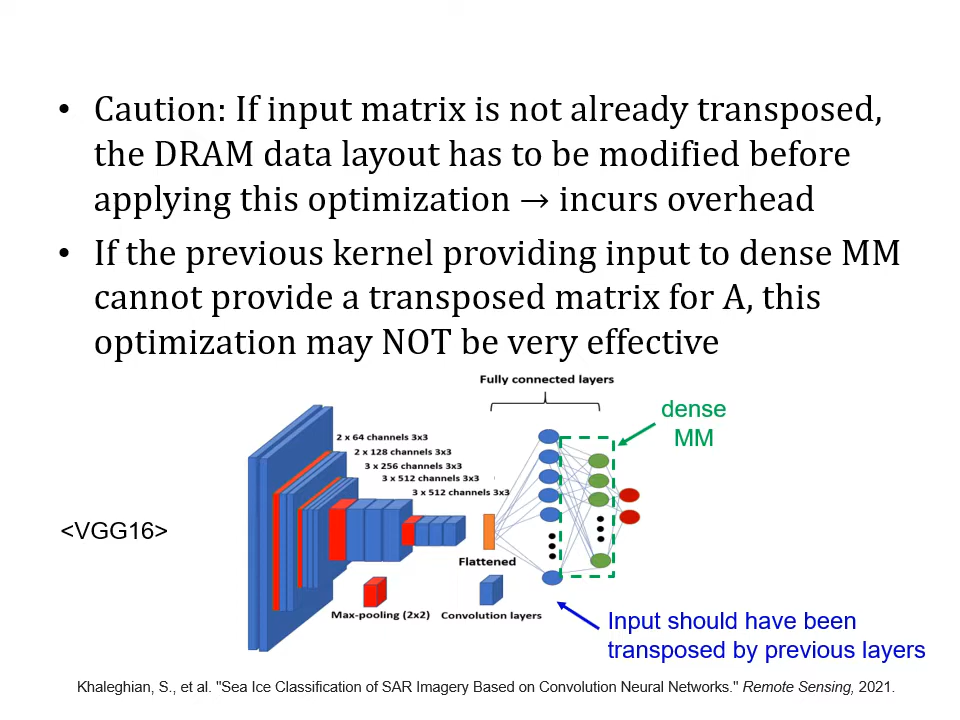 • Caution: If input matrix is not already transposed,
the DRAM data layout has to be modified before
applying this optimization → incurs overhead
• If the previous kernel providing input to dense MM
cannot provide a transposed matrix for A, this
optimization may NOT be very effective
Fully connected layers
dense
MM
2 x 64 channels 3x3
2 x 128 channels 3x3
3 x 256 channels 3x3
3 x 512 channels 3x3
3 x 512 channels 3x3
<VGG16>
Flattened
Max-pooling (2x2)
Convolution layers
Input should have been
transposed by previous layers
Khaleghian, S., et al. "Sea Ice Classification of SAR Imagery Based on Convolution Neural Networks." Remote Sensing, 2021.